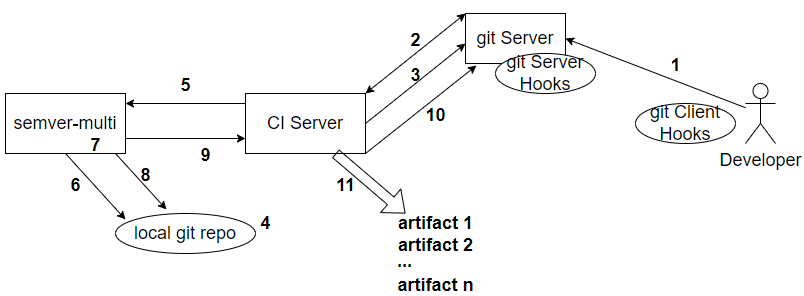 git Server
git Server
Hooks
1
2
3
10
git Client
Hooks
Developer
5
semver-multi
7
CI Server
9
6
8
11
local git repo
4
artifact 1
artifact 2
...
artifact n